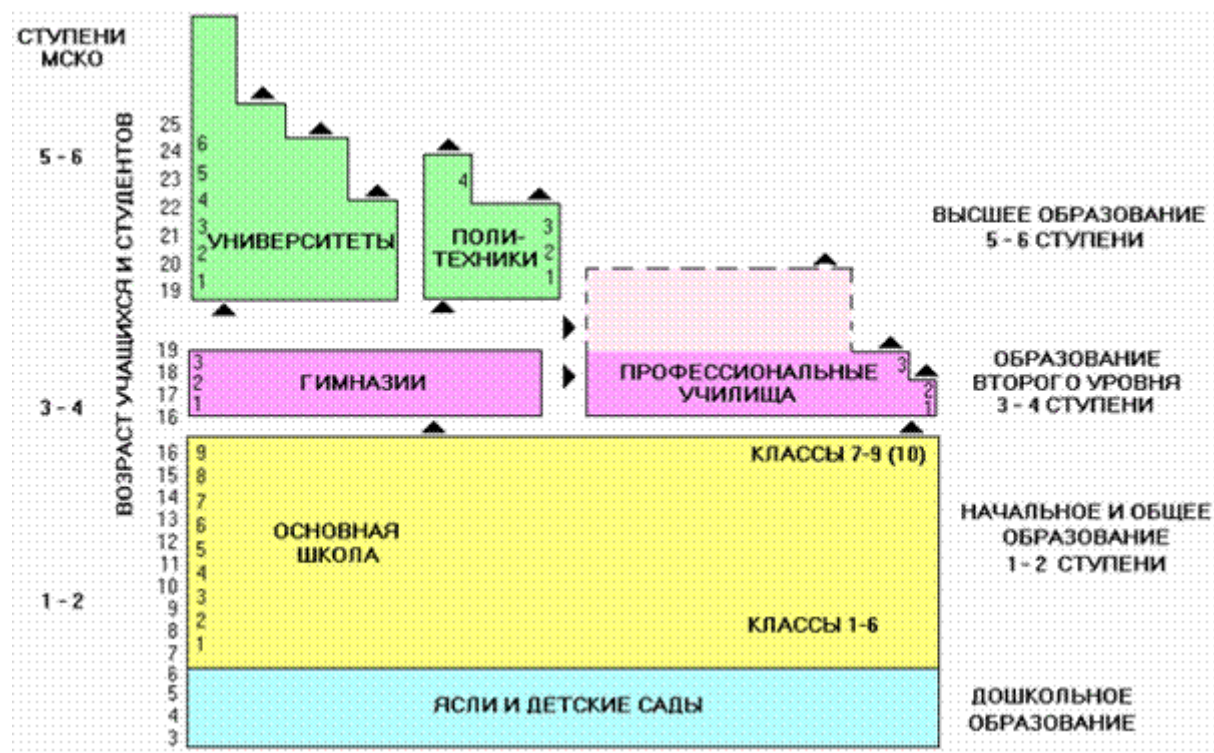 СТУПЕНИ
МСКО
ВОЗРАСТ УЧАЩИХСЯ И СТУДЕНТОВ
5 - 6
3 - 4
1 - 2
25
24
23
22
21
20
19
6
5
4
3
2
1
УНИВЕРСИТЕТЫ
4
3
2
1
ПОЛИ-
ТЕХНИКИ
ВЫСШЕЕ ОБРАЗОВАНИЕ
5 - 6 СТУПЕНИ
19
18
17
16
3
2
1
ГИМНАЗИИ
ПРОФЕССИОНАЛЬНЫЕ
УЧИЛИЩА
3
2
1
ОБРАЗОВАНИЕ
ВТОРОГО УРОВНЯ
3 - 4 СТУПЕНИ
16
15
14
13
12
11
10
9
8
7
9
8
7
6
5
4
3
2
1
КЛАССЫ 7-9 (10)
ОСНОВНАЯ
ШКОЛА
КЛАССЫ 1-6
НАЧАЛЬНОЕ И ОБЩЕЕ
ОБРАЗОВАНИЕ
1 - 2 СТУПЕНИ
6
5
4
3
ЯСЛИ И ДЕТСКИЕ САДЫ
ДОШКОЛЬНОЕ
ОБРАЗОВАНИЕ